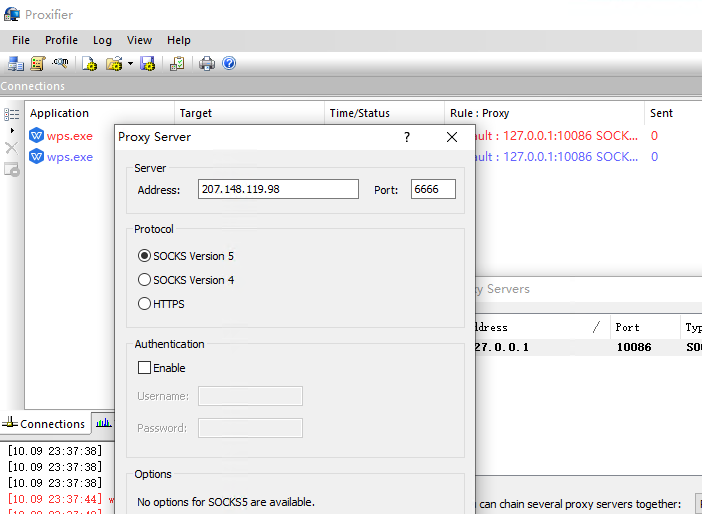 Proxifier
File Profile Log View Help
.com
Connections
Application Target Time/Status Rule : Proxy Sent
wps.exe ault : 127.0.0.1:10086 SOCK... 0
wps.exe ault : 127.0.0.1:10086 SOCK... 0
Proxy Server ?
Server
Address: 207.148.119.98 Port: 6666
Protocol
SOCKS Version 5
SOCKS Version 4
HTTPS
xy Servers
ddress Port Typ
27.0.0.1 10086 SO
Authentication
Enable
Username:
Password:
Connections
[10.09 23:37:38]
[10.09 23:37:38]
[10.09 23:37:38]
[10.09 23:37:44] w
Options
No options for SOCKS5 are available.
can chain several proxy servers together: